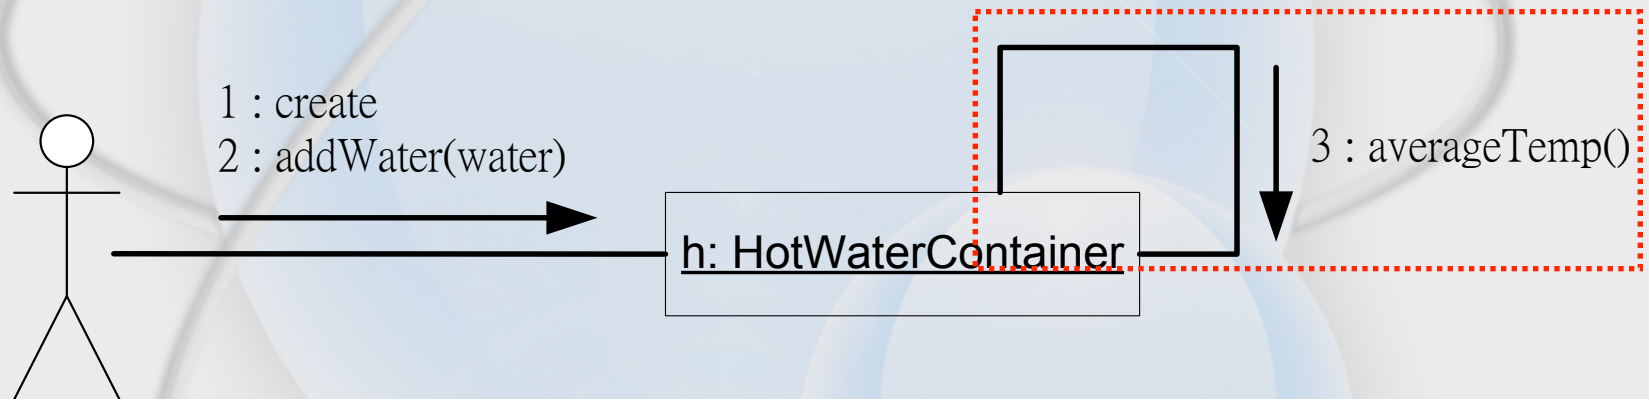 1 : create
2 : addWater(water)
3 : averageTemp()
h: HotWaterContainer